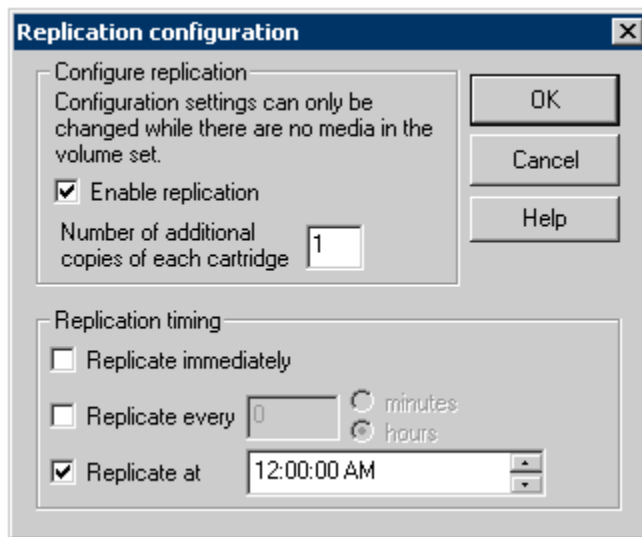 Replication configuration
Configure replication
Configuration settings can only be
changed while there are no media in the
volume set.
Enable replication
Number of additional
copies of each cartridge 1
OK
Cancel
Help
Replication timing
Replicate immediately
Replicate every 0 minutes
hours
Replicate at 12:00:00 AM